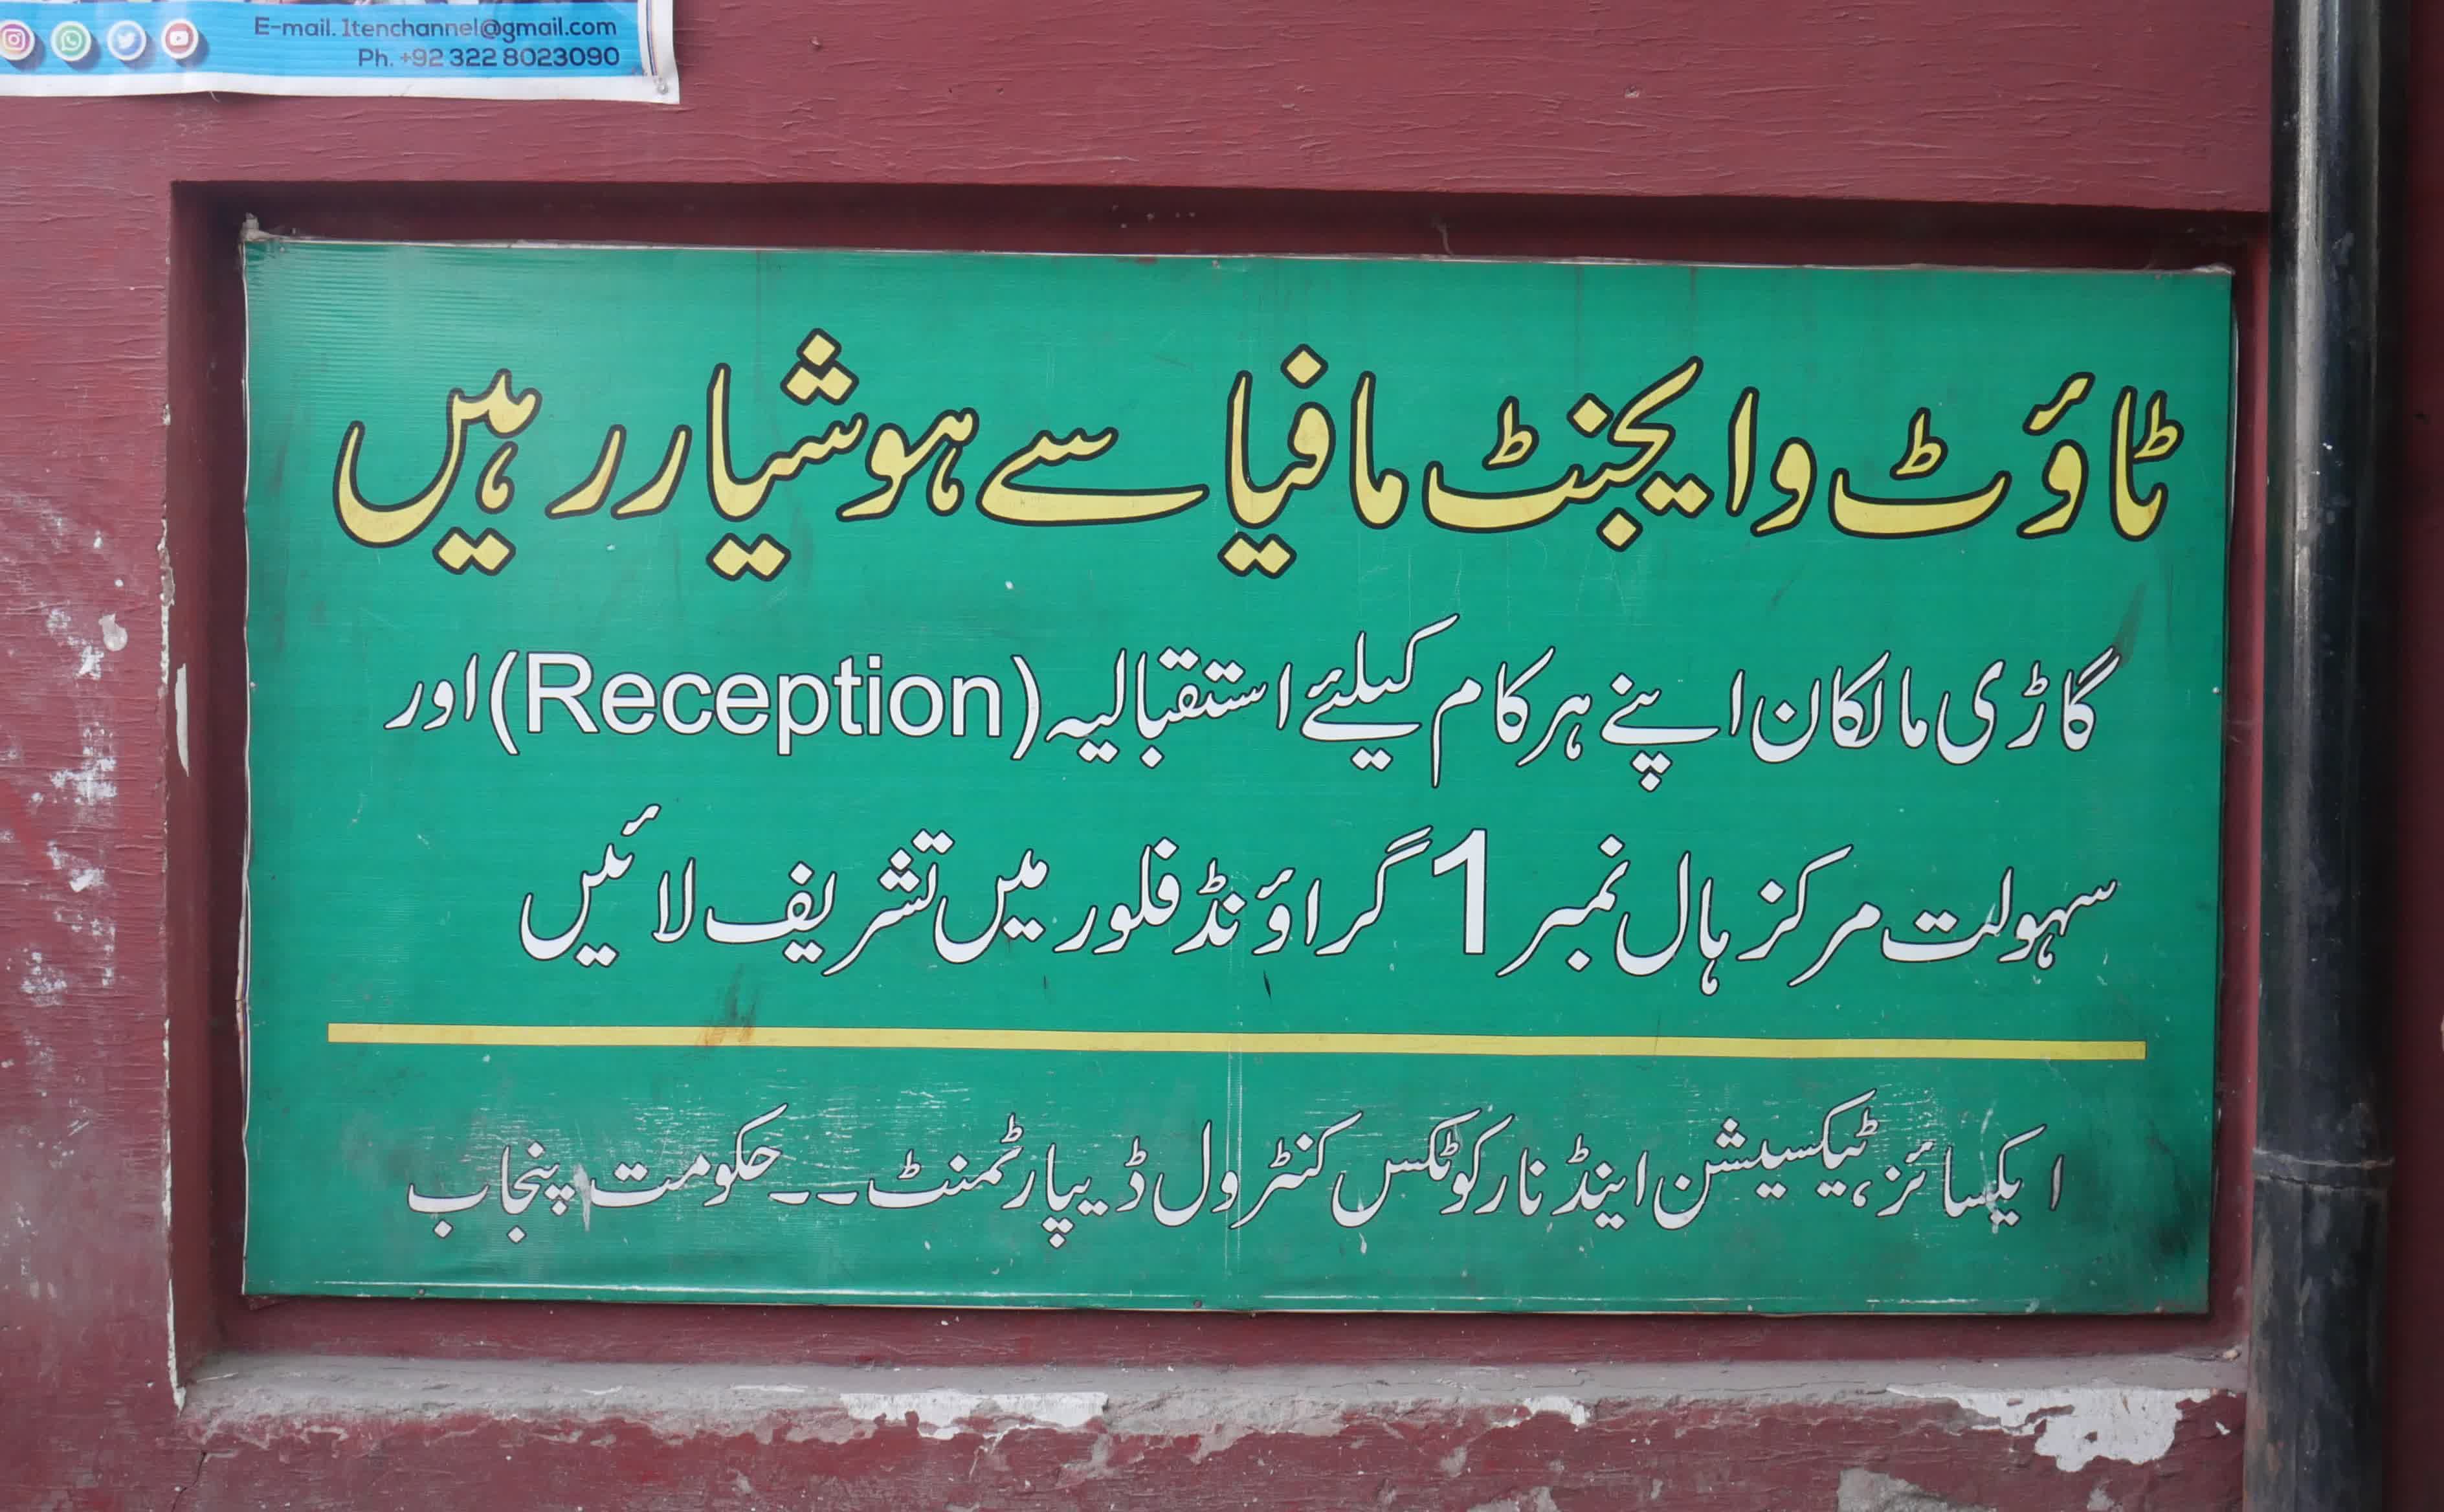 E-mail. 1tenchannel@gmail.com
Ph. +92 322 8023090
ٹاؤٹ و ایجنٹ مافیا سے ہوشیار رہیں
گاڑی مالکان اپنے ہر کام کیلئے استقبالیہ (Reception) اور
سہولت مرکز ہال نمبر 1 گراؤنڈ فلور میں تشریف لائیں
ایکسائز، ٹیکسیشن اینڈ نارکوٹکس کنٹرول ڈیپارٹمنٹ ۔۔ حکومت پنجاب